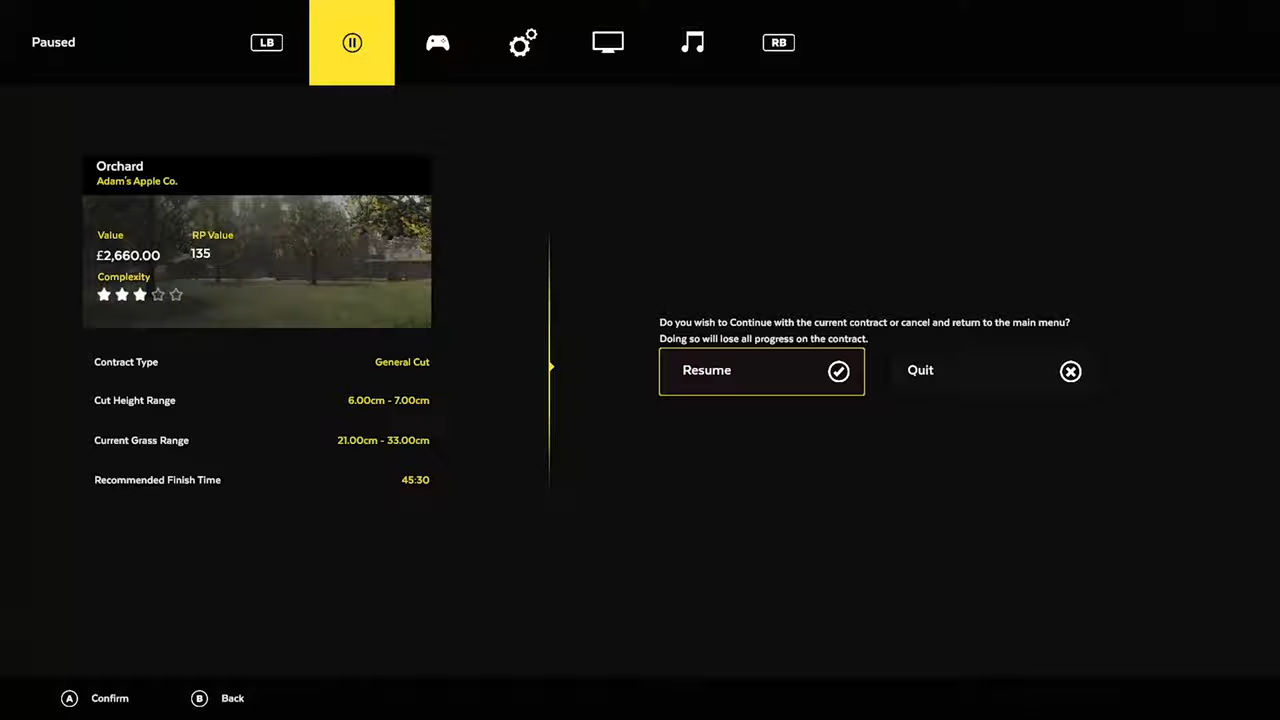 Paused
LB
RB
Orchard
Adam's Apple Co.
Value
RP Value
£2,660.00
135
Complexity
Contract Type
General Cut
Cut Height Range
6.00cm - 7.00cm
Current Grass Range
21.00cm - 33.00cm
Recommended Finish Time
45:30
Do you wish to Continue with the current contract or cancel and return to the main menu?
Doing so will lose all progress on the contract.
Resume
Quit
A Confirm
B Back